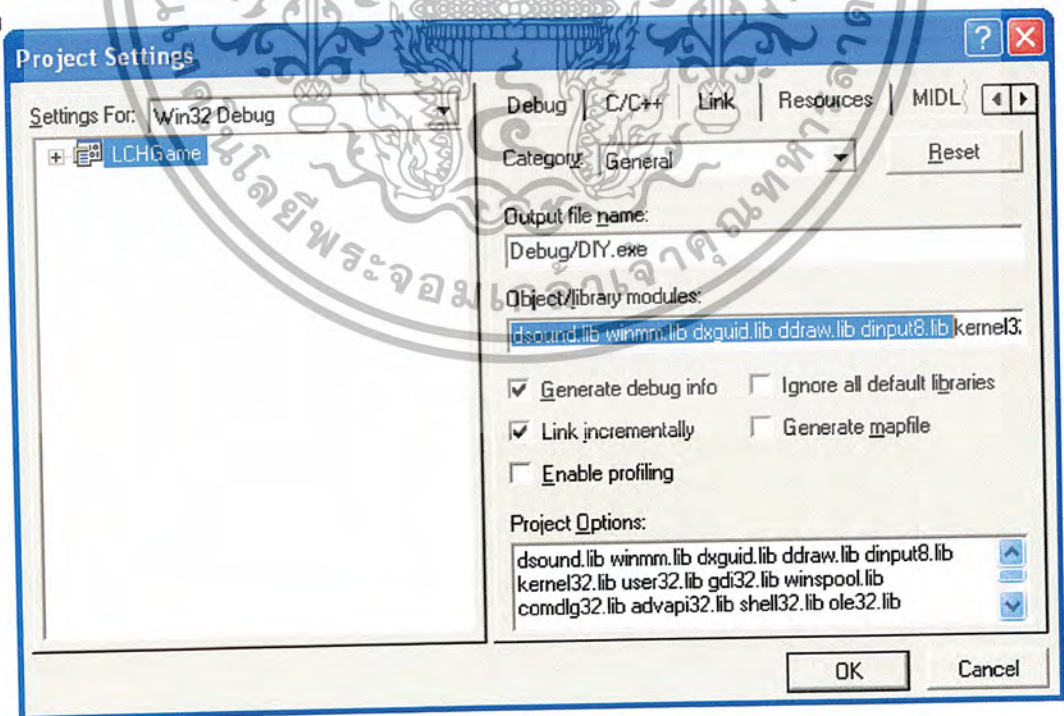 Project Settings
Settings For: Win32 Debug
LCHGame
Debug C/C++ Link Resources MIDL
Category: General Reset
Output file name:
Debug/DIY.exe
Object/library modules:
dsound.lib winmm.lib dxguid.lib ddraw.lib dinput8.lib kernel32
Generate debug info Ignore all default libraries
Link incrementally Generate mapfile
Enable profiling
Project Options:
dsound.lib winmm.lib dxguid.lib ddraw.lib dinput8.lib
kernel32.lib user32.lib gdi32.lib winspool.lib
comdlg32.lib advapi32.lib shell32.lib ole32.lib
OK Cancel